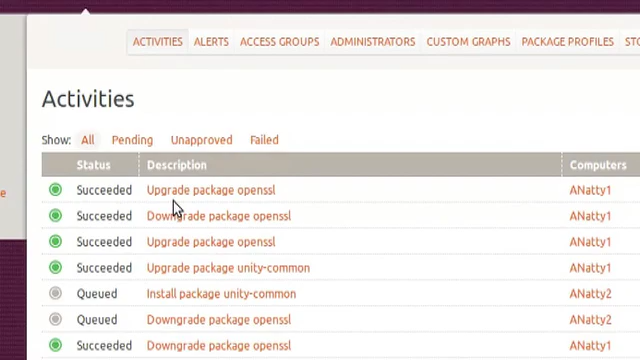 ACTIVITIES ALERTS ACCESS GROUPS ADMINISTRATORS CUSTOM GRAPHS PACKAGE PROFILES STO
Activities
Show: All Pending Unapproved Failed
Status Description Computers
Succeeded Upgrade package openssl ANatty1
Succeeded Downgrade package openssl ANatty1
Succeeded Upgrade package openssl ANatty1
Succeeded Upgrade package unity-common ANatty1
Queued Install package unity-common ANatty2
Queued Downgrade package openssl ANatty2
Succeeded Downgrade package openssl ANatty1